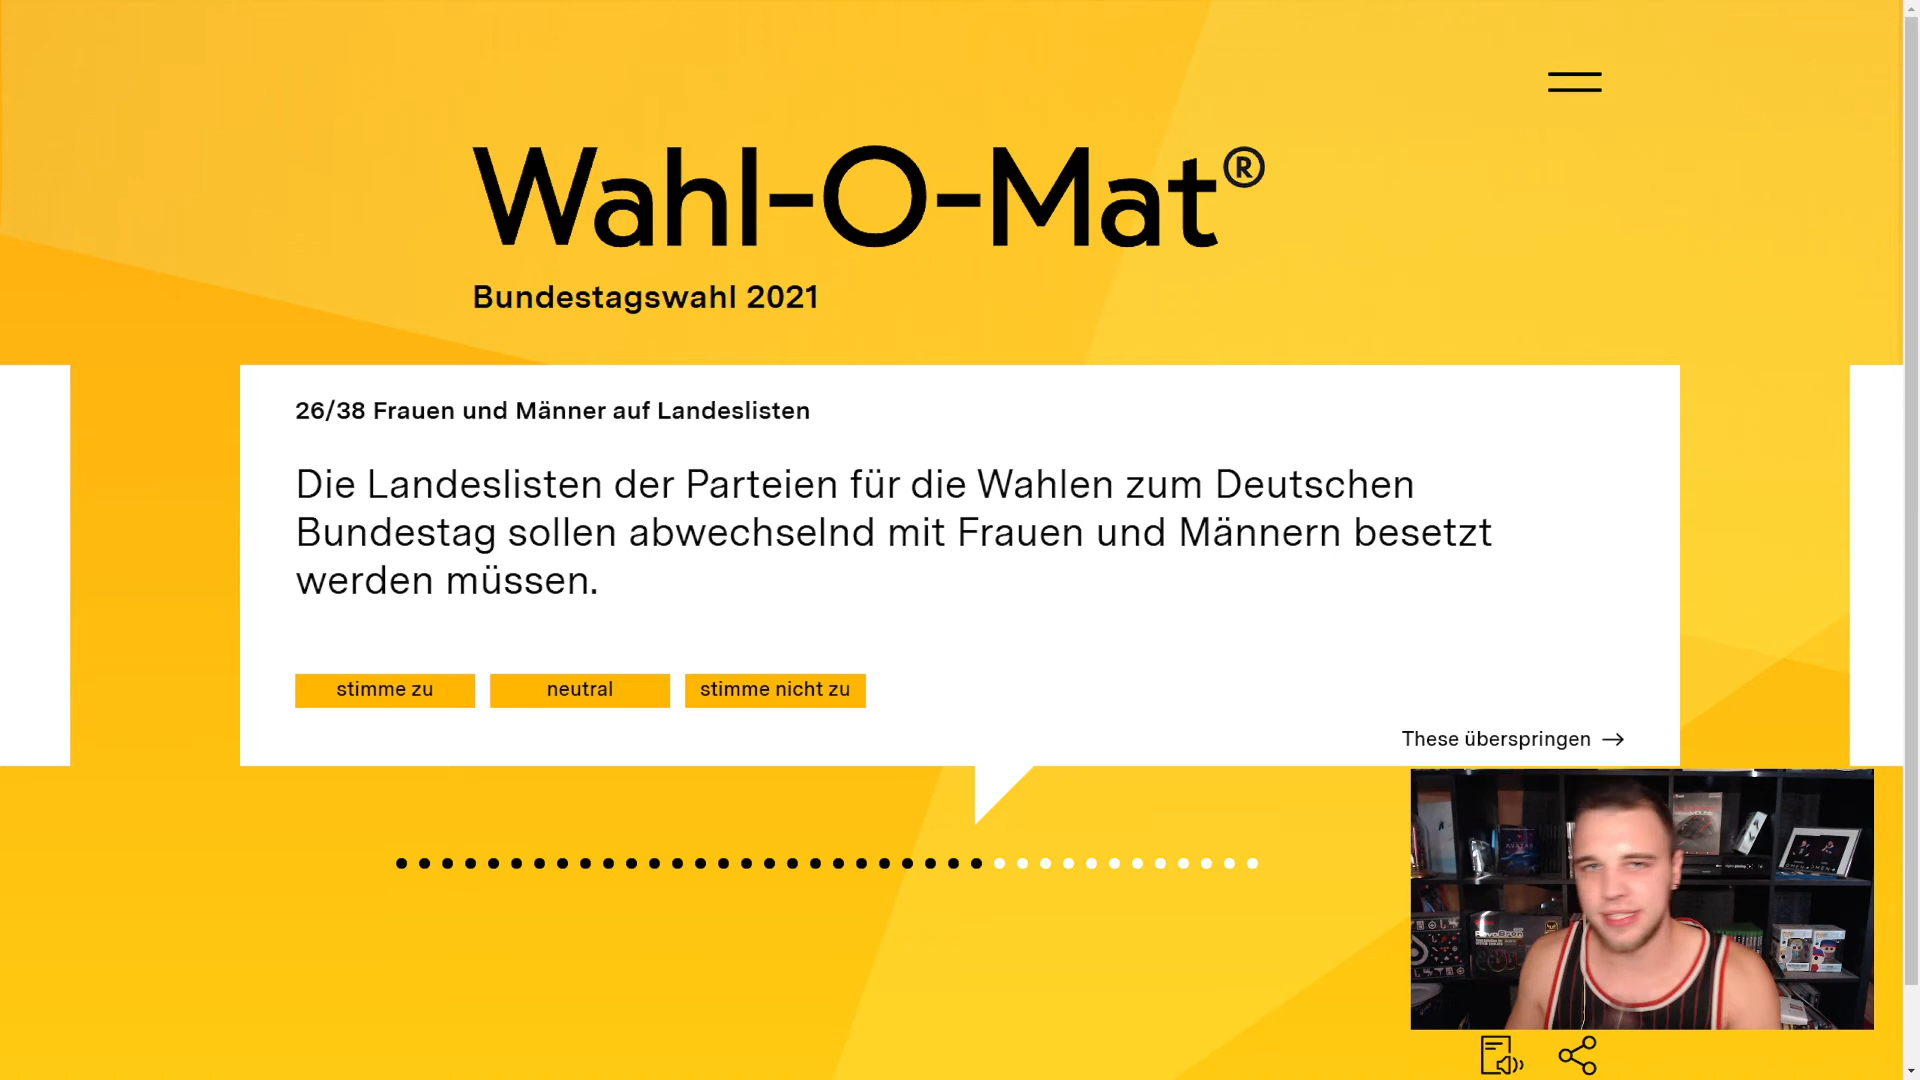 Wahl-O-Mat®
Bundestagswahl 2021
26/38 Frauen und Männer auf Landeslisten
Die Landeslisten der Parteien für die Wahlen zum Deutschen
Bundestag sollen abwechselnd mit Frauen und Männern besetzt
werden müssen.
stimme zu
neutral
stimme nicht zu
These überspringen →
AVATAR